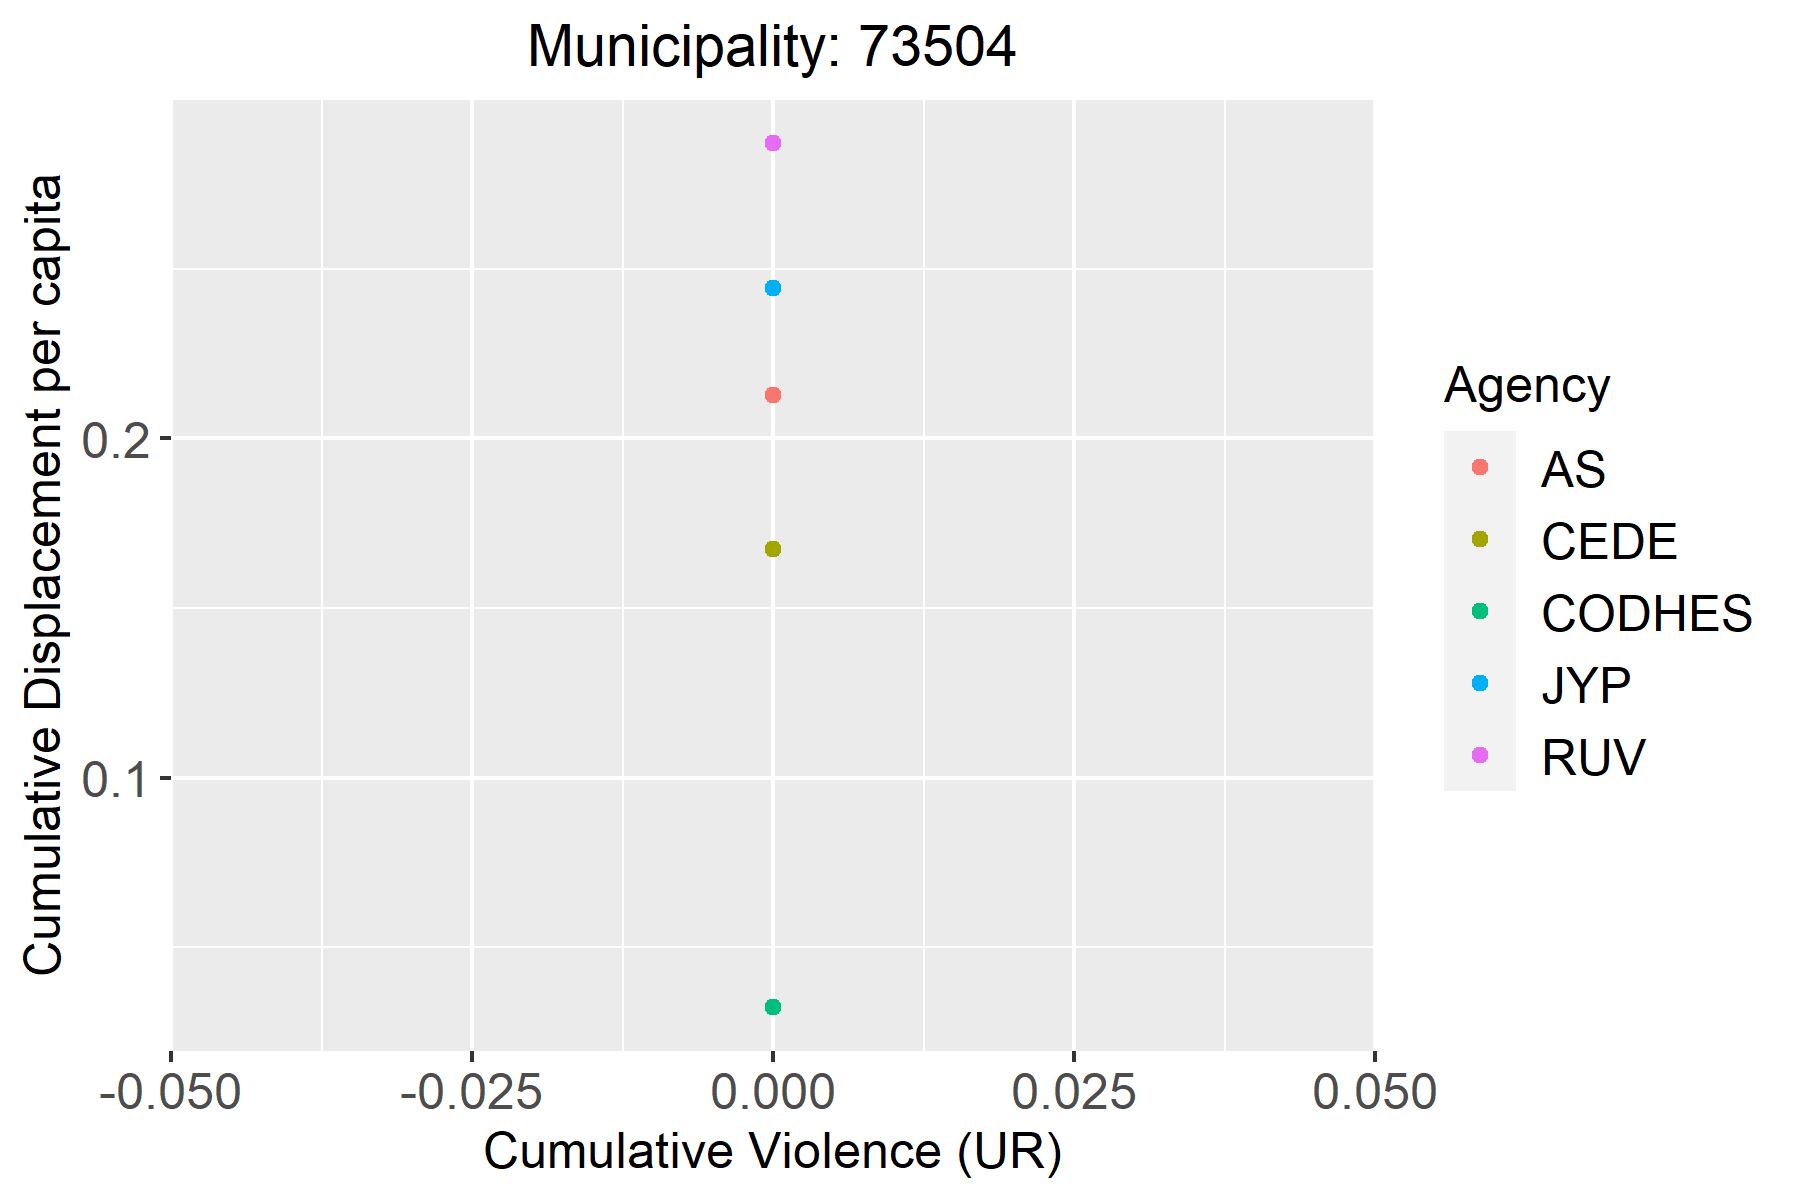 Municipality: 73504
Cumulative Displacement per capita
0.2
0.1
-0.050
-0.025
0.000
0.025
0.050
Cumulative Violence (UR)
Agency
AS
CEDE
CODHES
JYP
RUV